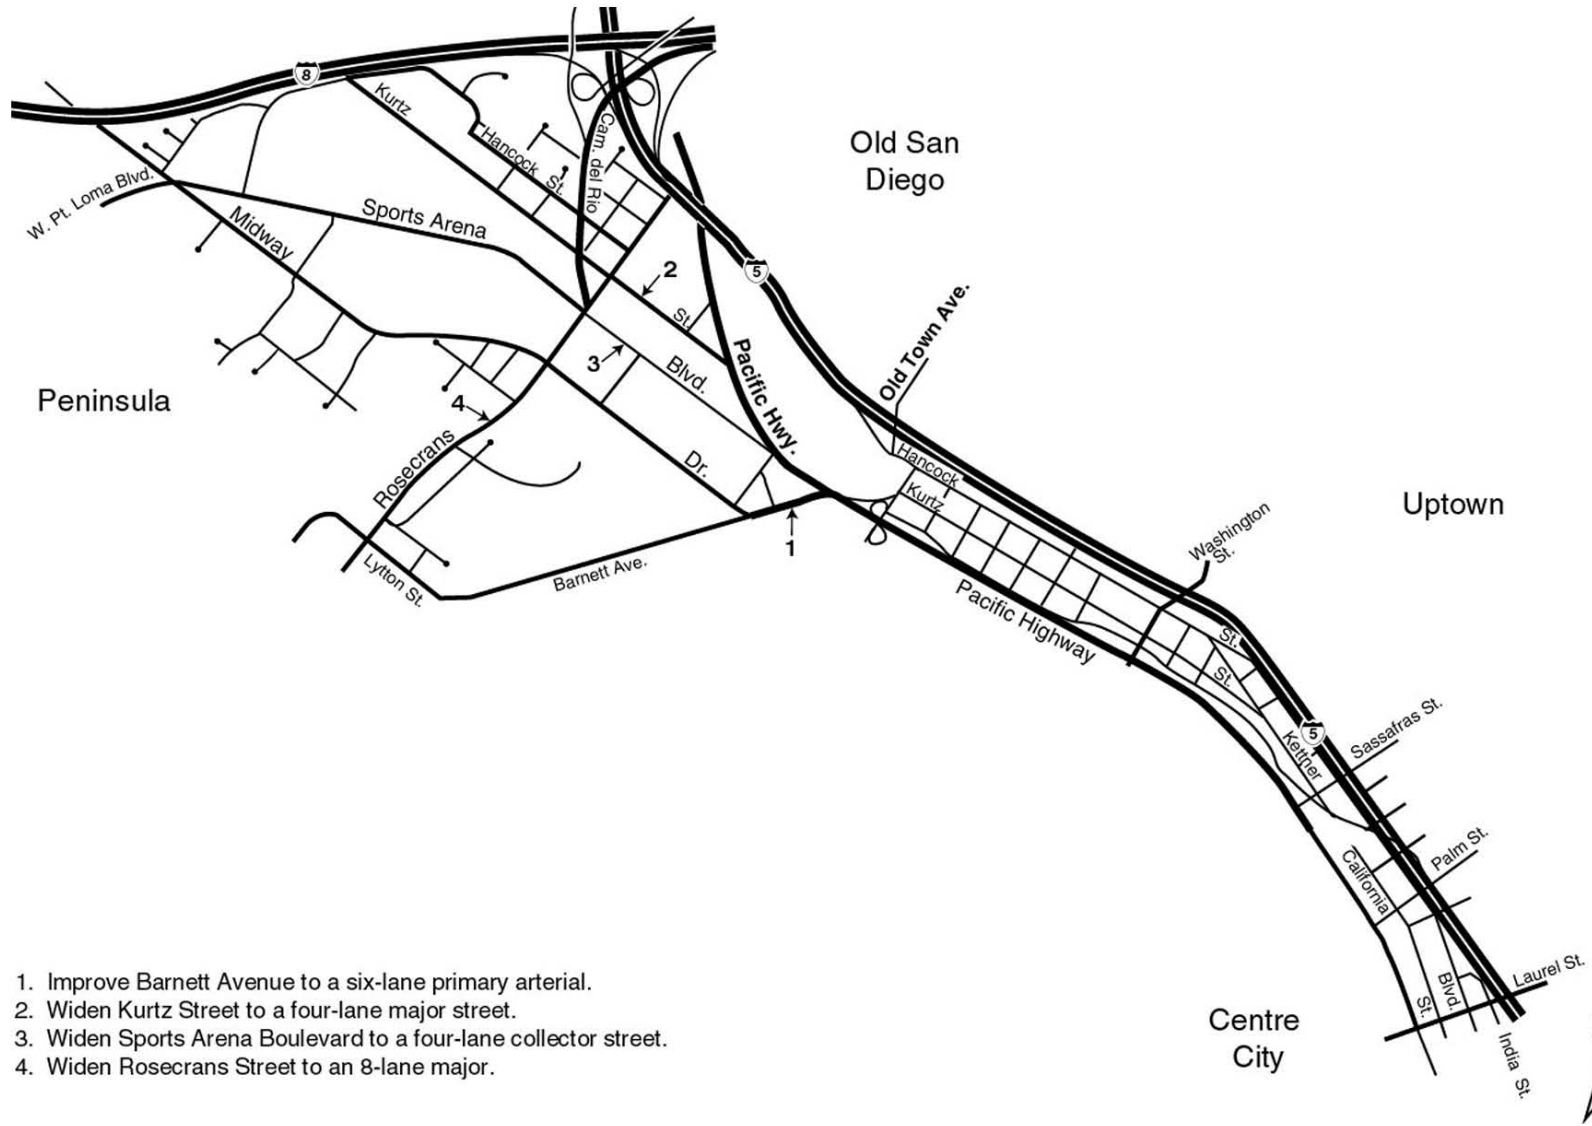 8
Kurtz
Hancock St.
Cam. del Rio
Old San
Diego
W. Pt. Loma Blvd.
Midway
Sports Arena
2
5
St.
Old Town Ave.
3
Blvd.
Pacific Hwy.
Peninsula
4
Rosecrans
Dr.
Hancock
Kurtz
Uptown
Washington
St.
1
Barnett Ave.
Lytton St.
Pacific Highway
St.
St.
5
Kettner
Sassafras St.
California
Palm St.
Blvd.
St.
Laurel St.
India St.
Centre
City
1. Improve Barnett Avenue to a six-lane primary arterial.
2. Widen Kurtz Street to a four-lane major street.
3. Widen Sports Arena Boulevard to a four-lane collector street.
4. Widen Rosecrans Street to an 8-lane major.